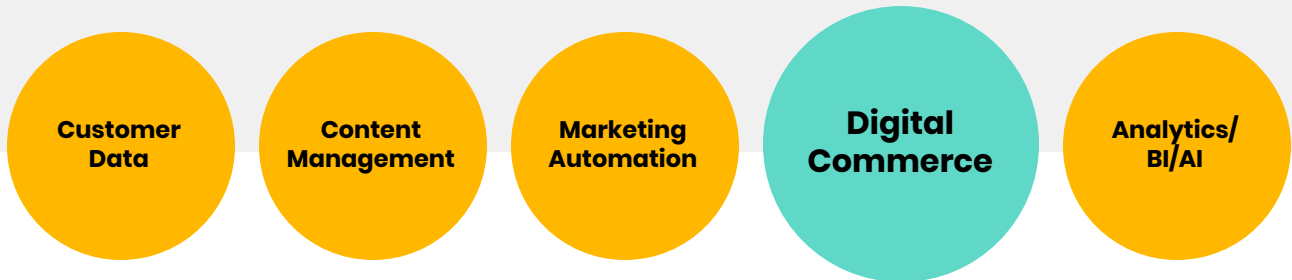 Customer
Data
Content
Management
Marketing
Automation
Digital
Commerce
Analytics/
BI/AI